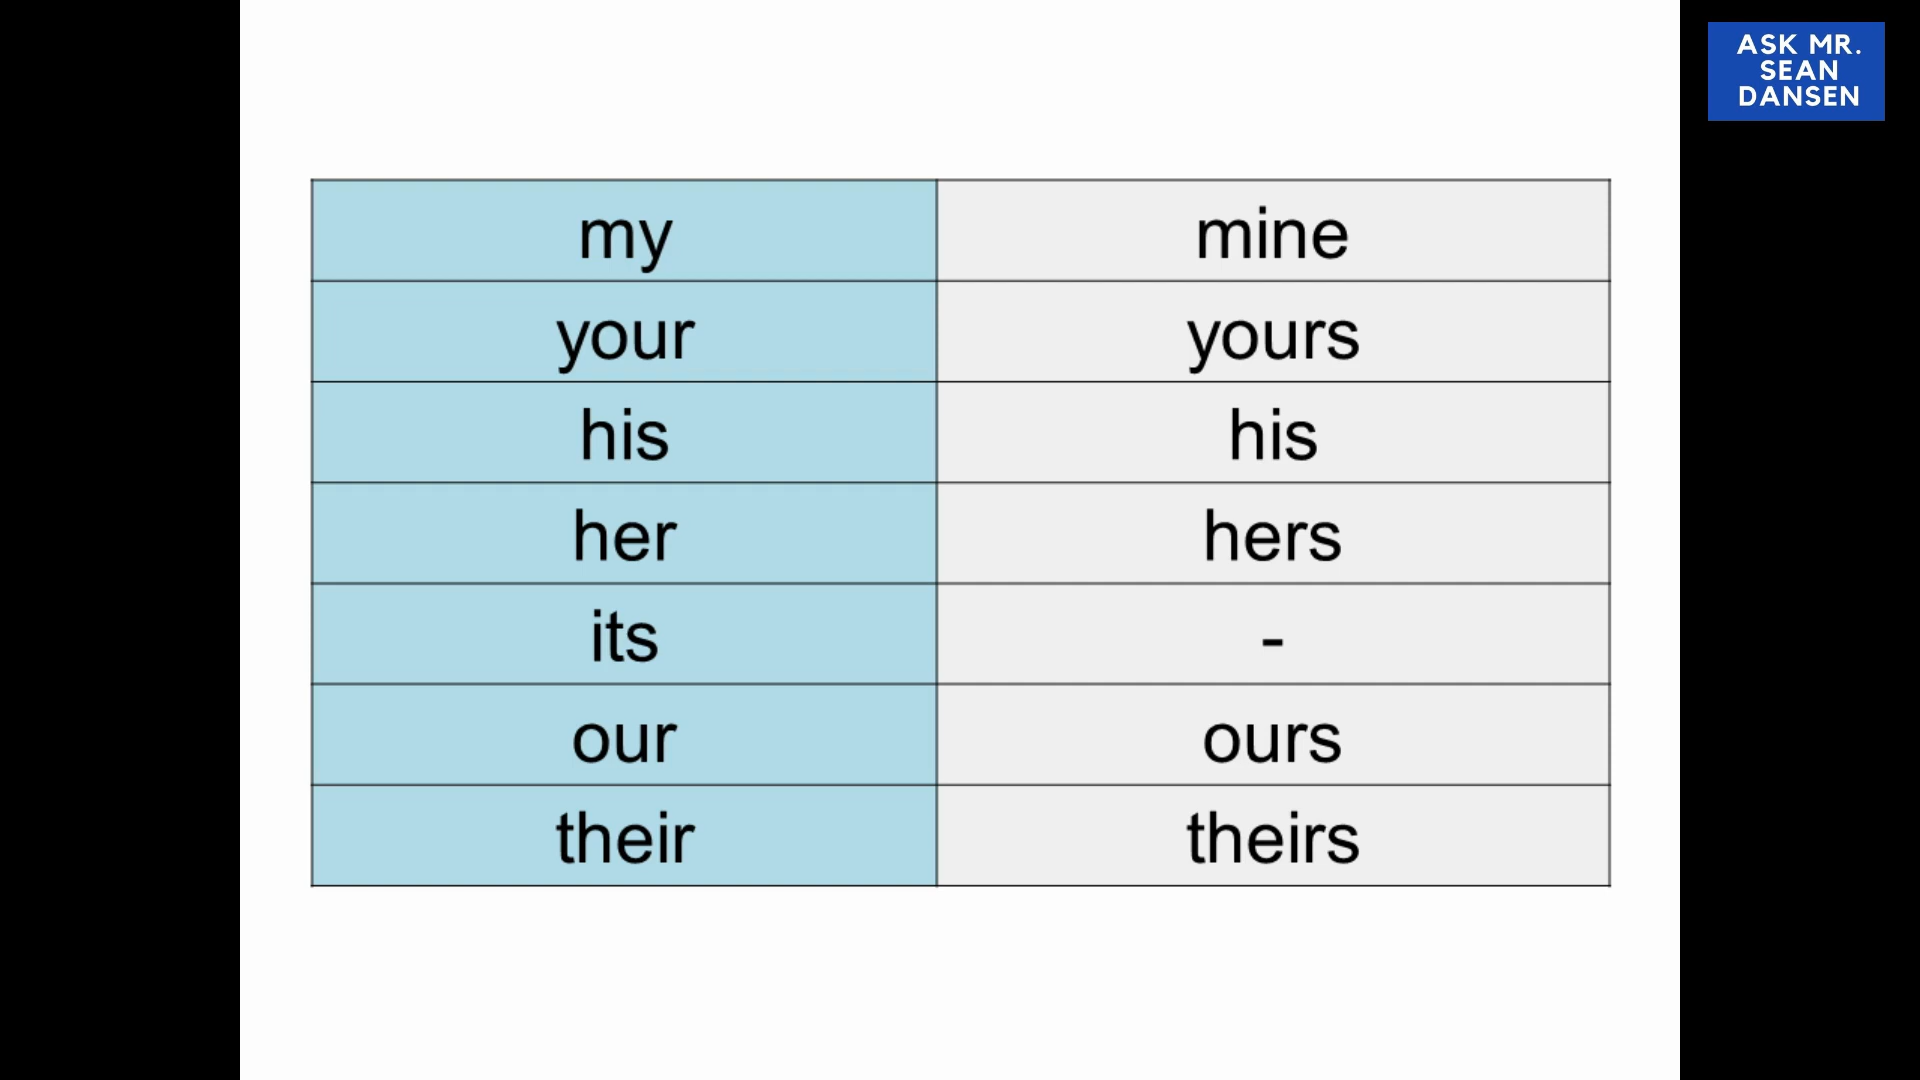 my mine
your yours
his his
her hers
its -
our ours
their theirs
ASK MR.
SEAN
DANSEN